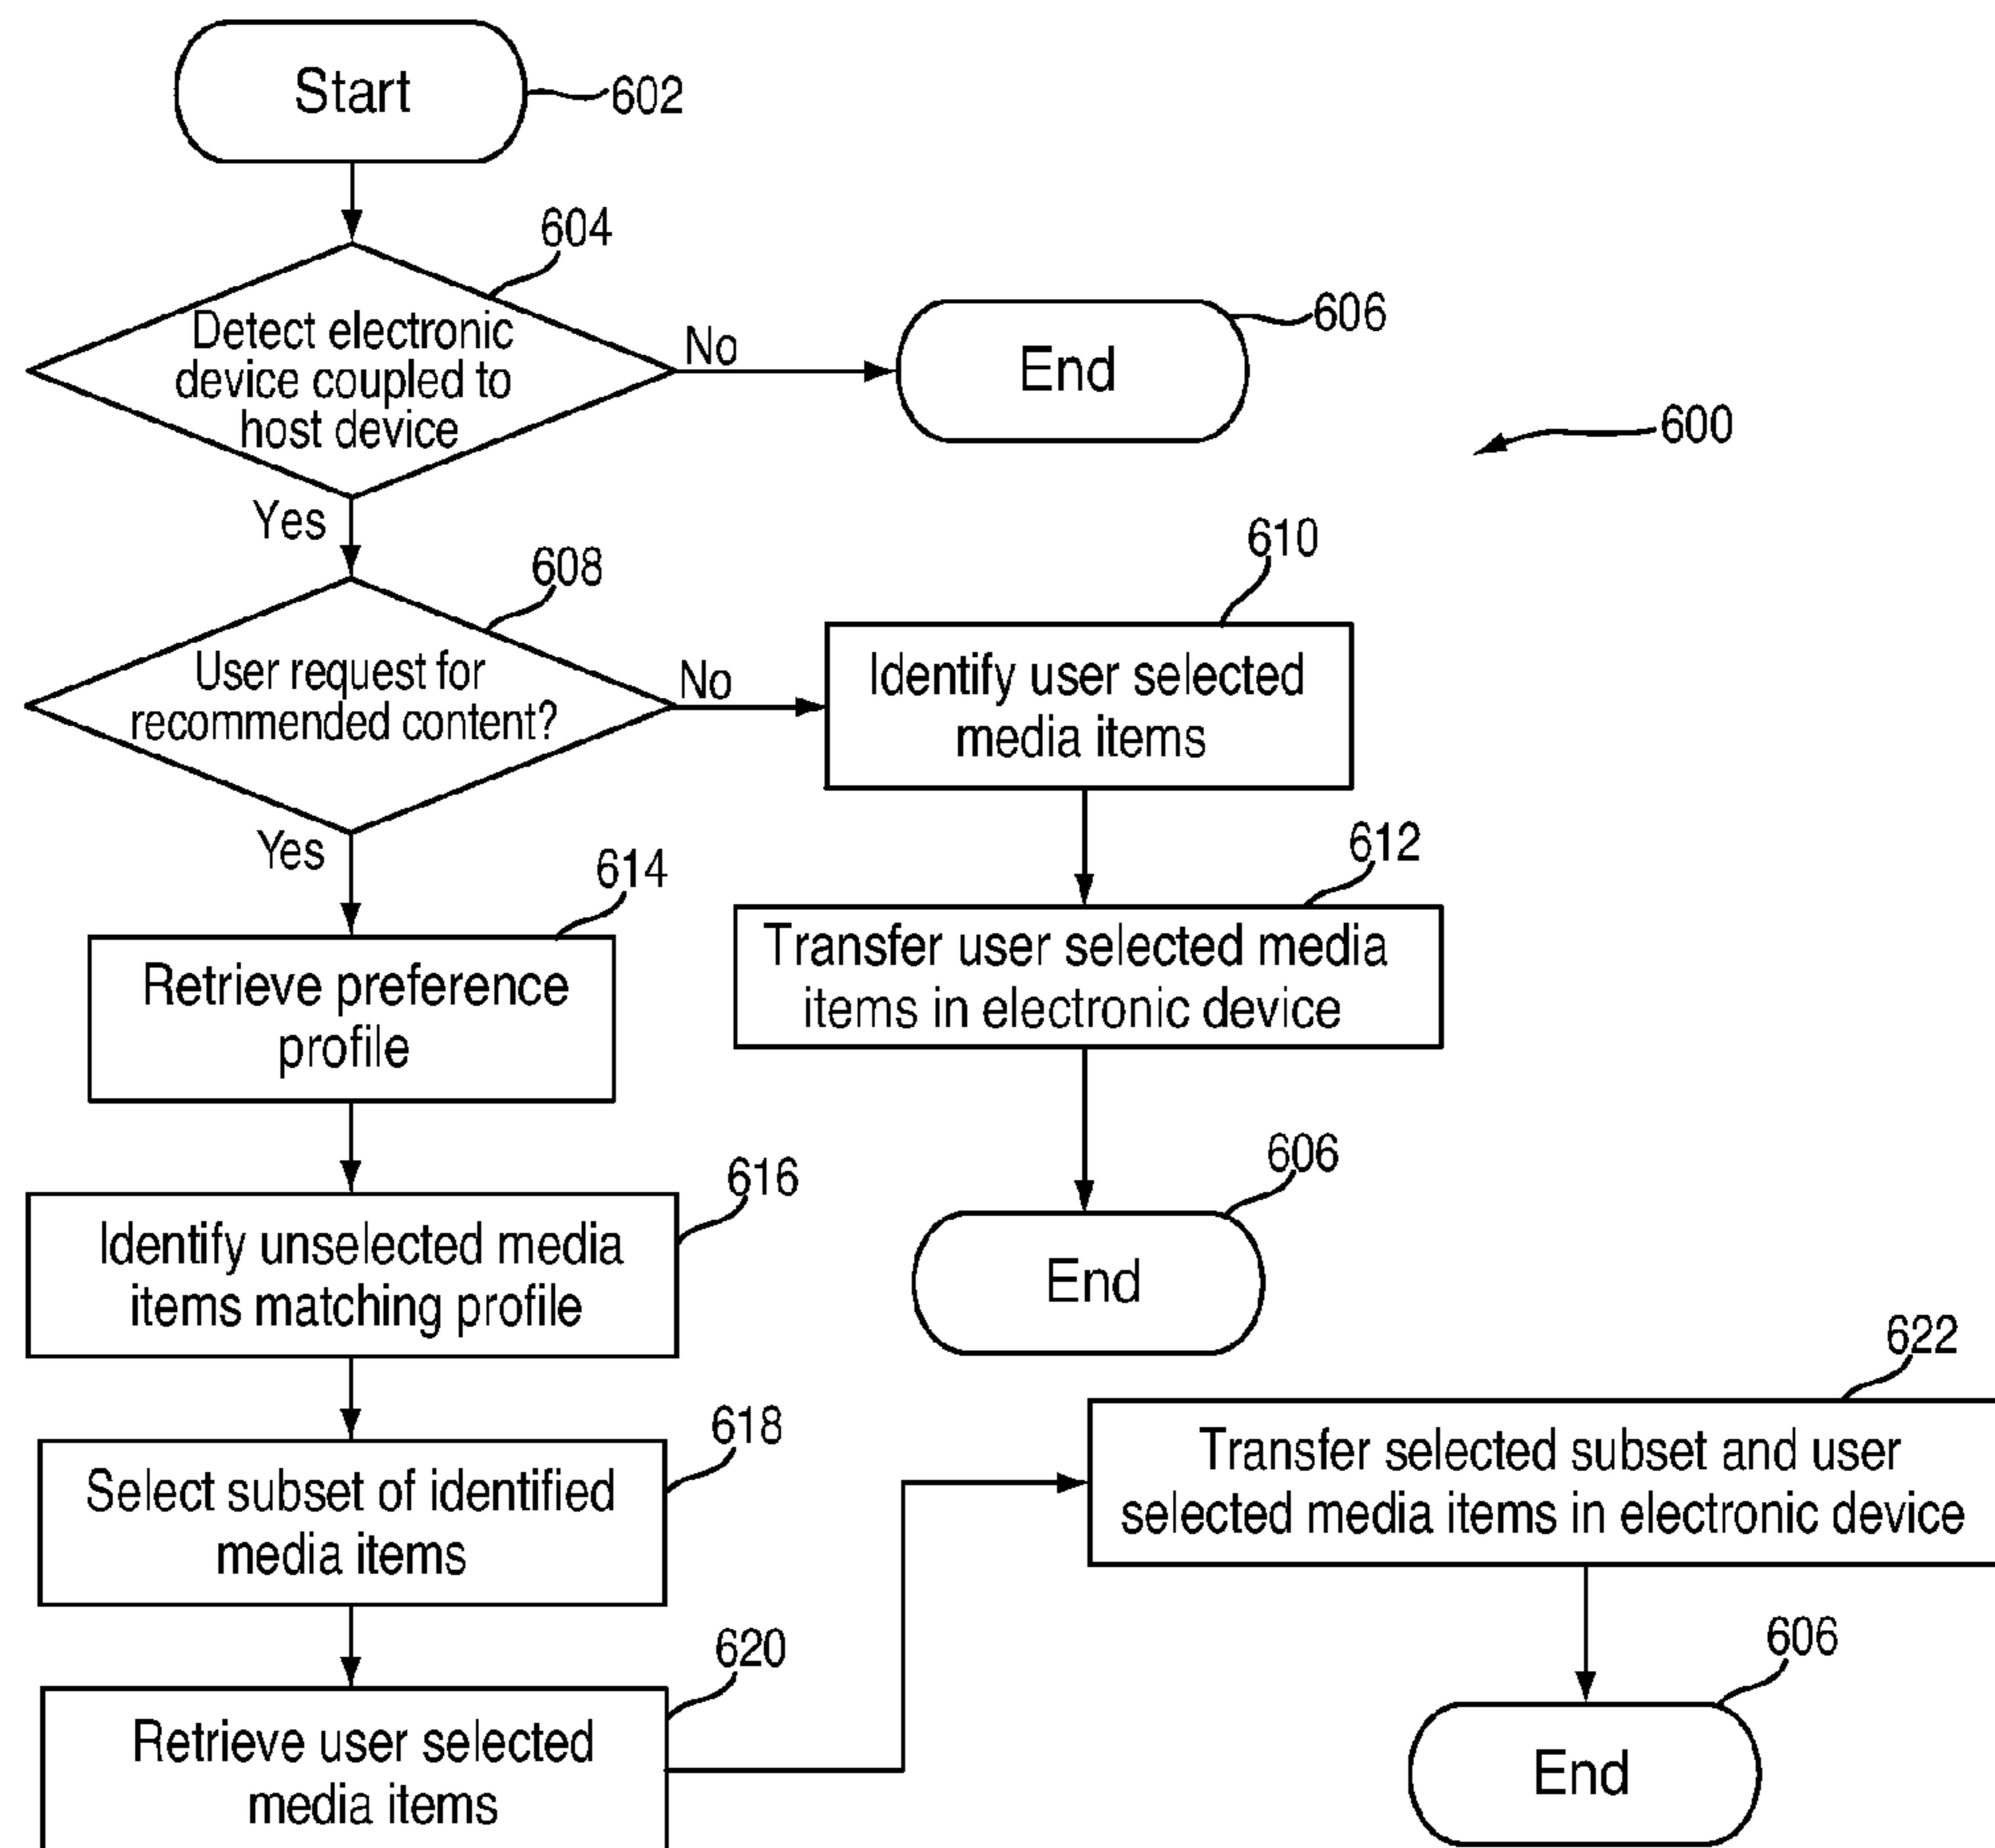 Start
602
604
Detect electronic
device coupled to
host device
No
End
606
600
Yes
608
User request for
recommended content?
No
610
Identify user selected
media items
Yes
612
Transfer user selected media
items in electronic device
614
Retrieve preference
profile
606
End
616
Identify unselected media
items matching profile
618
Select subset of identified
media items
622
Transfer selected subset and user
selected media items in electronic device
620
Retrieve user selected
media items
606
End